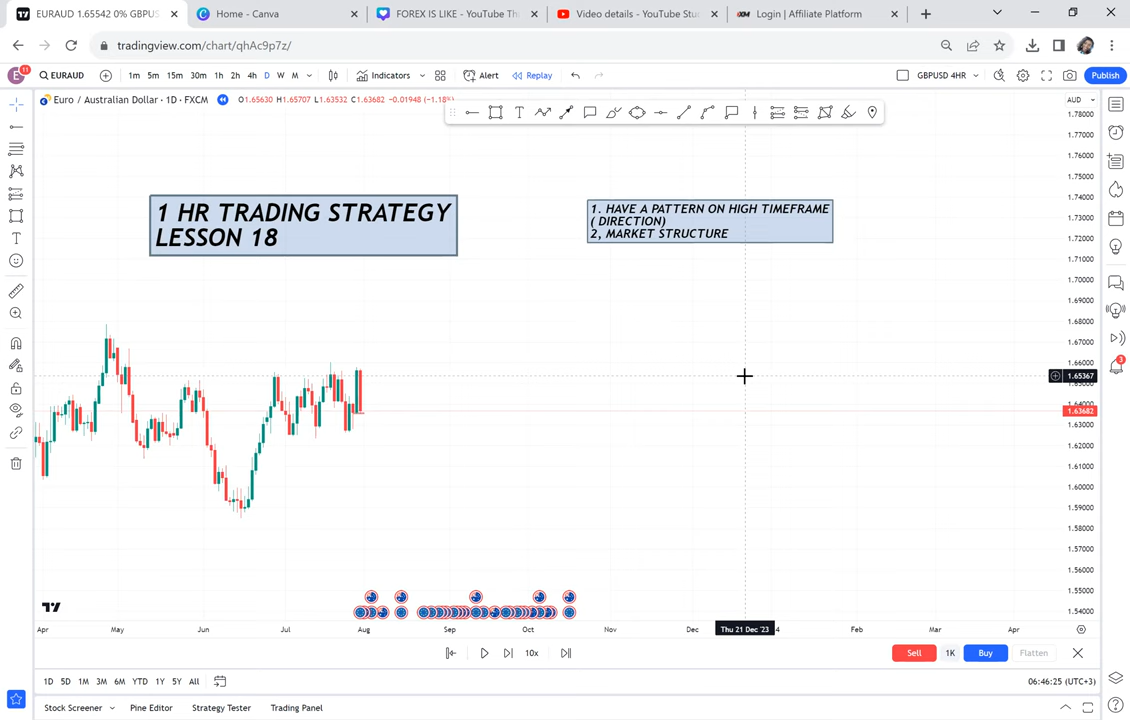 EURAUD 1.65542 0% GBPUS
Home - Canva
FOREX IS LIKE - YouTube Th
Video details - YouTube Stu
Login | Affiliate Platform
tradingview.com/chart/qhAc9p7z/
E 11 EURAUD 1m 5m 15m 30m 1h 2h 4h D W M Indicators Alert Replay GBPUSD 4HR Publish
Euro / Australian Dollar · 1D · FXCM O1.65630 H1.65707 L1.63532 C1.63682 -0.01948 (-1.18%)
AUD
1 HR TRADING STRATEGY
LESSON 18
1. HAVE A PATTERN ON HIGH TIMEFRAME
( DIRECTION)
2, MARKET STRUCTURE
1.78000
1.77000
1.76000
1.75000
1.74000
1.73000
1.72000
1.71000
1.70000
1.69000
1.68000
1.67000
1.66000
1.65367
1.64000
1.63682
1.63000
1.62000
1.61000
1.60000
1.59000
1.58000
1.57000
1.56000
1.55000
1.54000
3
Apr May Jun Jul Aug Sep Oct Nov Dec Thu 21 Dec '23 4 Feb Mar Apr
10x Sell 1K Buy Flatten
1D 5D 1M 3M 6M YTD 1Y 5Y All 06:46:25 (UTC+3)
Stock Screener Pine Editor Strategy Tester Trading Panel